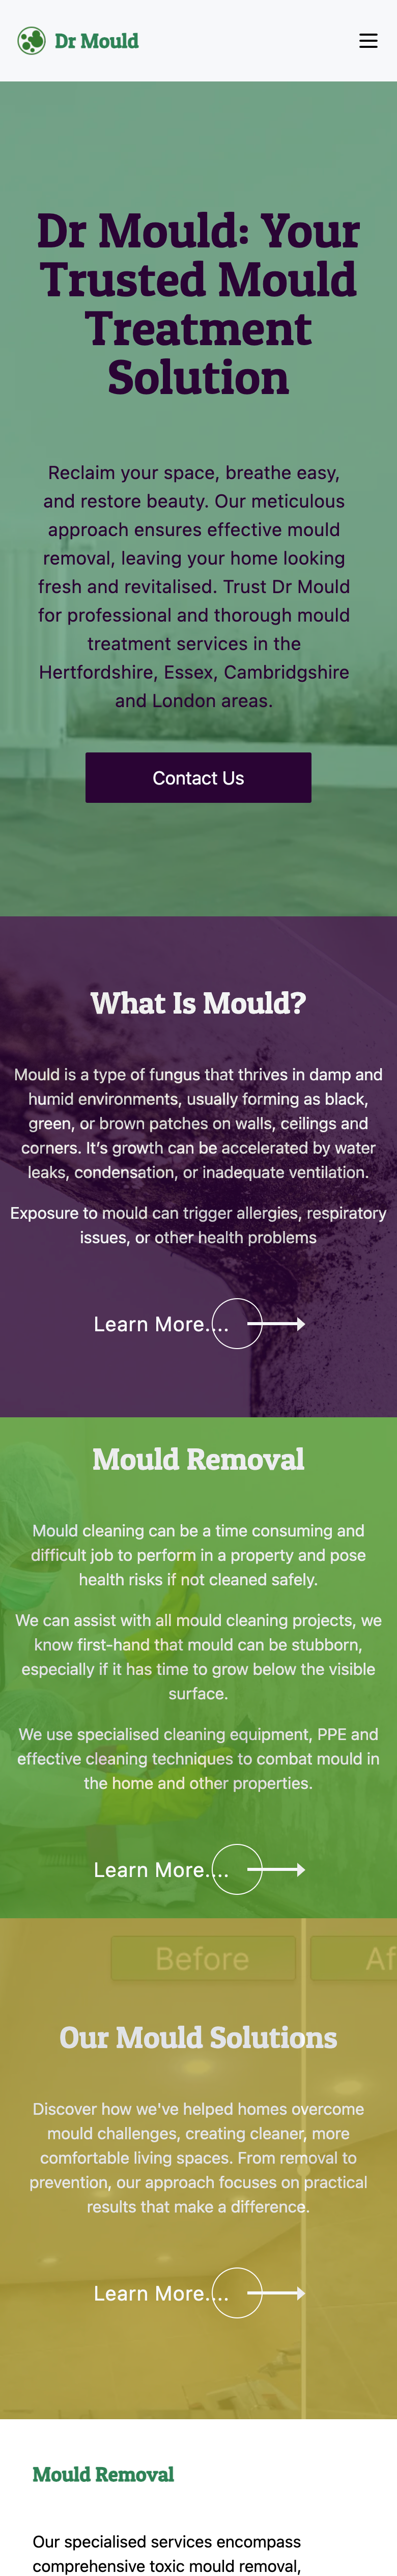 Dr Mould
Dr Mould: Your
Trusted Mould
Treatment
Solution
Reclaim your space, breathe easy,
and restore beauty. Our meticulous
approach ensures effective mould
removal, leaving your home looking
fresh and revitalised. Trust Dr Mould
for professional and thorough mould
treatment services in the
Hertfordshire, Essex, Cambridgshire
and London areas.
Contact Us
What Is Mould?
Mould is a type of fungus that thrives in damp and
humid environments, usually forming as black,
green, or brown patches on walls, ceilings and
corners. It’s growth can be accelerated by water
leaks, condensation, or inadequate ventilation.
Exposure to mould can trigger allergies, respiratory
issues, or other health problems
Learn More....
Mould Removal
Mould cleaning can be a time consuming and
difficult job to perform in a property and pose
health risks if not cleaned safely.
We can assist with all mould cleaning projects, we
know first-hand that mould can be stubborn,
especially if it has time to grow below the visible
surface.
We use specialised cleaning equipment, PPE and
effective cleaning techniques to combat mould in
the home and other properties.
Learn More....
Before Af
Our Mould Solutions
Discover how we've helped homes overcome
mould challenges, creating cleaner, more
comfortable living spaces. From removal to
prevention, our approach focuses on practical
results that make a difference.
Learn More....
Mould Removal
Our specialised services encompass
comprehensive toxic mould removal,